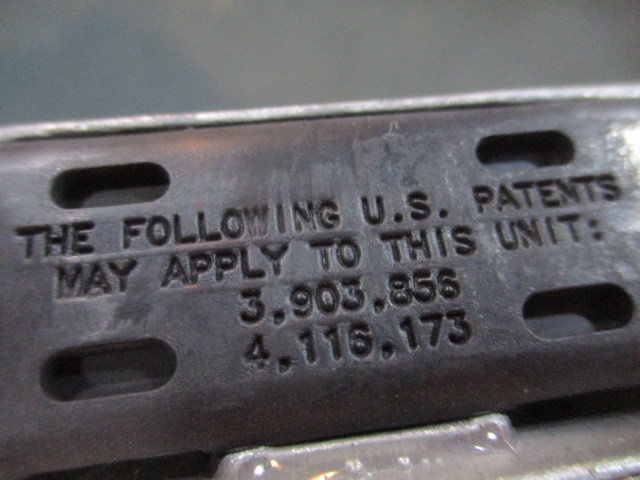 THE FOLLOWING U.S. PATENTS
MAY APPLY TO THIS UNIT:
3,903,856
4,116,173